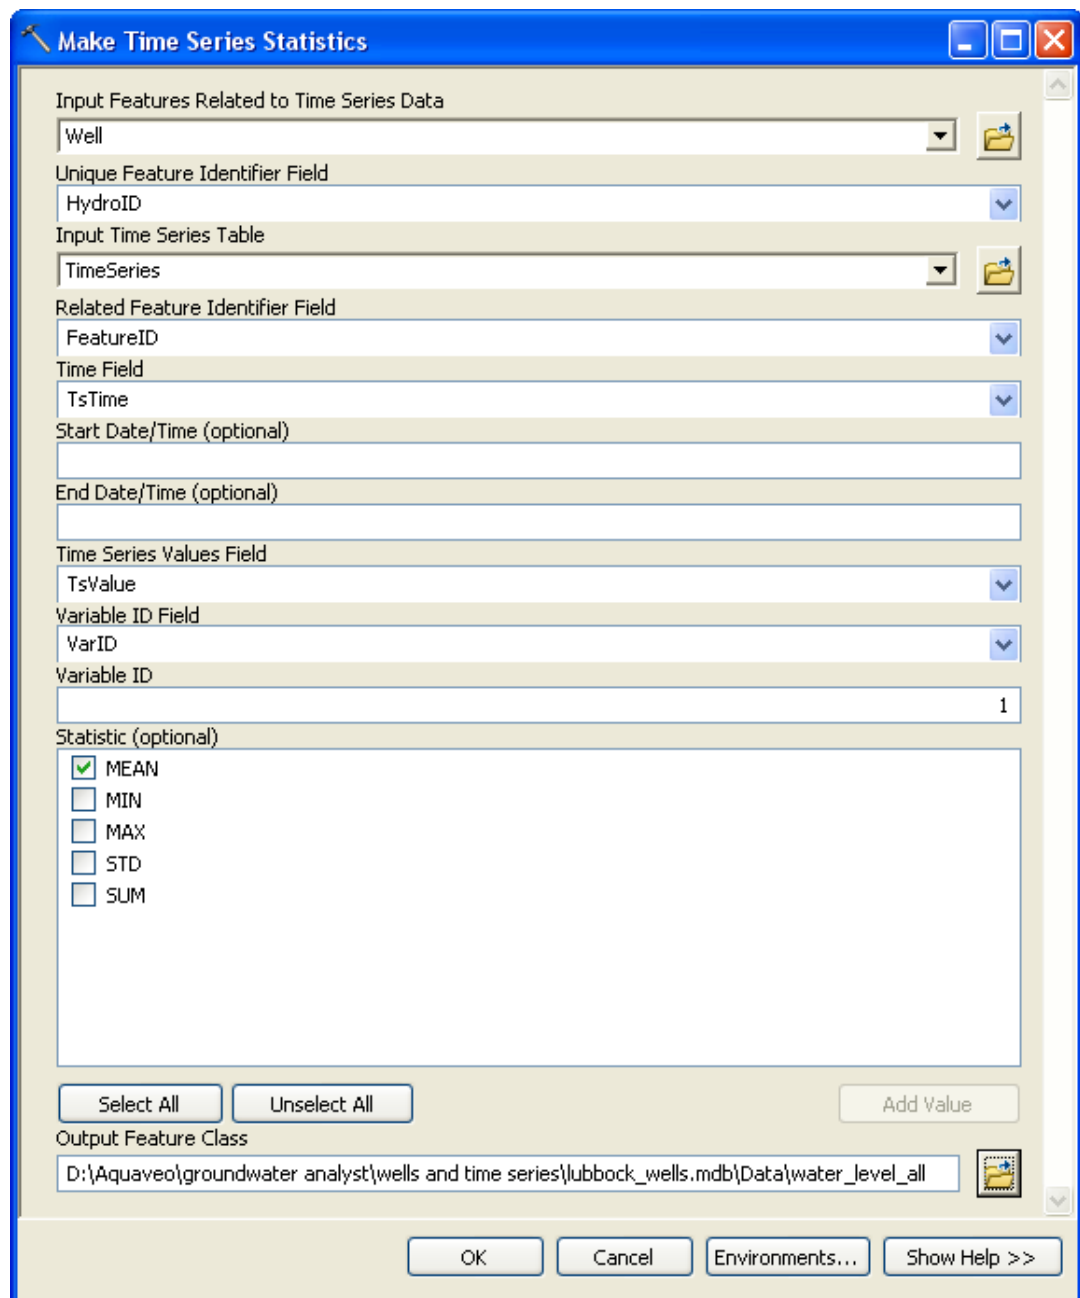 Make Time Series Statistics
Input Features Related to Time Series Data
Well
Unique Feature Identifier Field
HydroID
Input Time Series Table
TimeSeries
Related Feature Identifier Field
FeatureID
Time Field
TsTime
Start Date/Time (optional)
End Date/Time (optional)
Time Series Values Field
TsValue
Variable ID Field
VarID
Variable ID
1
Statistic (optional)
MEAN
MIN
MAX
STD
SUM
Select All Unselect All Add Value
Output Feature Class
D:\Aquaveo\groundwater analyst\wells and time series\lubbock_wells.mdb\Data\water_level_all
OK Cancel Environments... Show Help >>